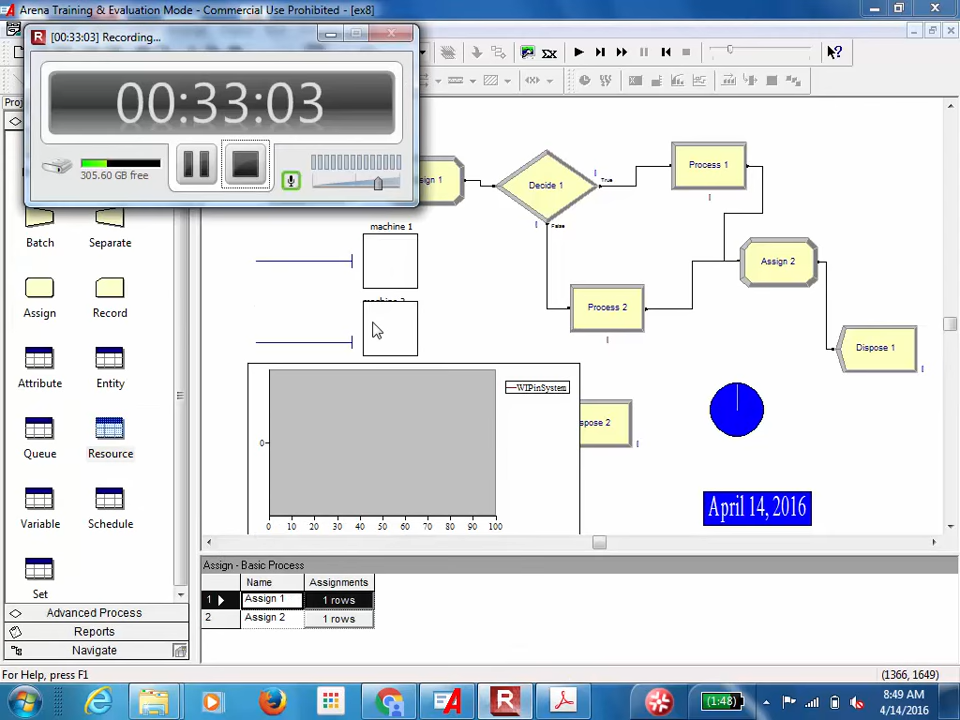 Arena Training & Evaluation Mode - Commercial Use Prohibited - [ex8]
[00:33:03] Recording...
00:33:03
305.60 GB free
Batch
Separate
Assign
Record
Attribute
Entity
Queue
Resource
Variable
Schedule
Set
Advanced Process
Reports
Navigate
sign 1
Decide 1
True
False
Process 1
Assign 2
Process 2
Dispose 1
machine 1
WIPinSystem
0
0 10 20 30 40 50 60 70 80 90 100
spose 2
April 14, 2016
Assign - Basic Process
Name Assignments
1 Assign 1 1 rows
2 Assign 2 1 rows
For Help, press F1
(1366, 1649)
(1:48)
8:49 AM
4/14/2016